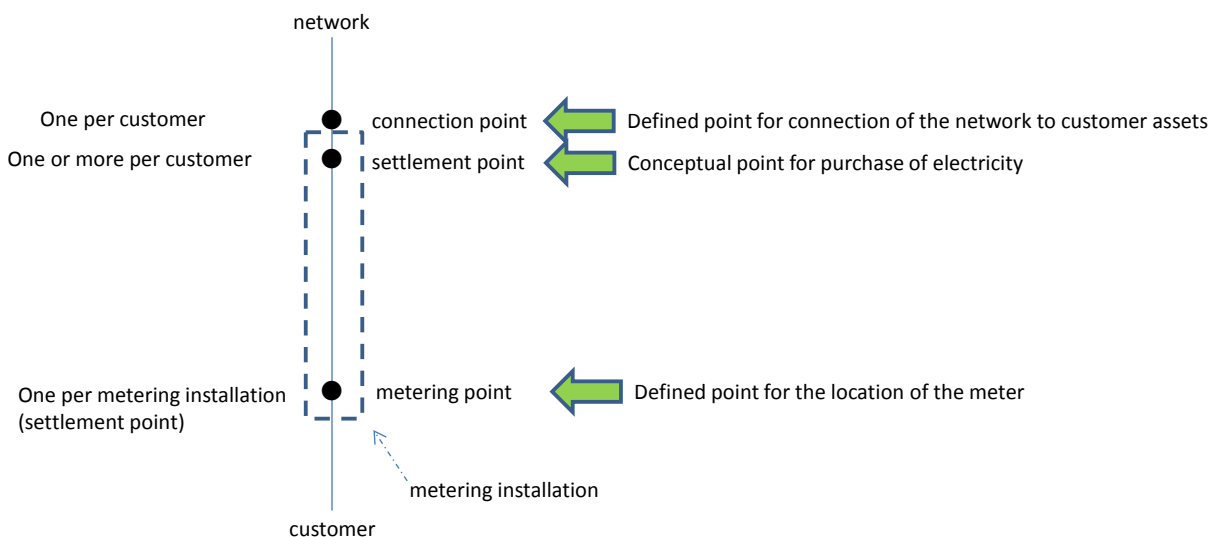 network
One per customer
connection point
Defined point for connection of the network to customer assets
One or more per customer
settlement point
Conceptual point for purchase of electricity
One per metering installation
(settlement point)
metering point
Defined point for the location of the meter
metering installation
customer